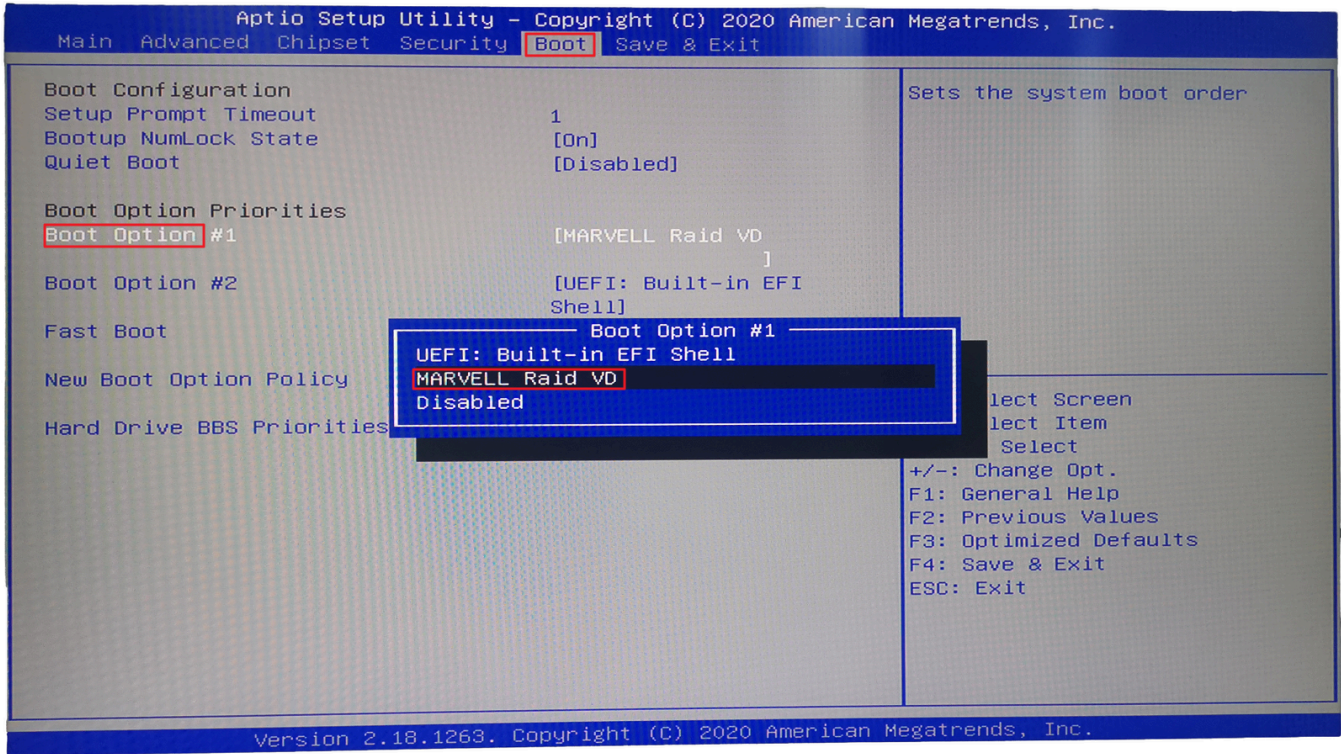 Aptio Setup Utility – Copyright (C) 2020 American Megatrends, Inc.
Main Advanced Chipset Security Boot Save & Exit
Boot Configuration
Setup Prompt Timeout 1
Bootup NumLock State [On]
Quiet Boot [Disabled]
Boot Option Priorities
Boot Option #1 [MARVELL Raid VD
]
Boot Option #2 [UEFI: Built-in EFI
Shell]
Fast Boot
New Boot Option Policy
Hard Drive BBS Priorities
Boot Option #1
UEFI: Built-in EFI Shell
MARVELL Raid VD
Disabled
Sets the system boot order
lect Screen
lect Item
Select
+/-: Change Opt.
F1: General Help
F2: Previous Values
F3: Optimized Defaults
F4: Save & Exit
ESC: Exit
Version 2.18.1263. Copyright (C) 2020 American Megatrends, Inc.